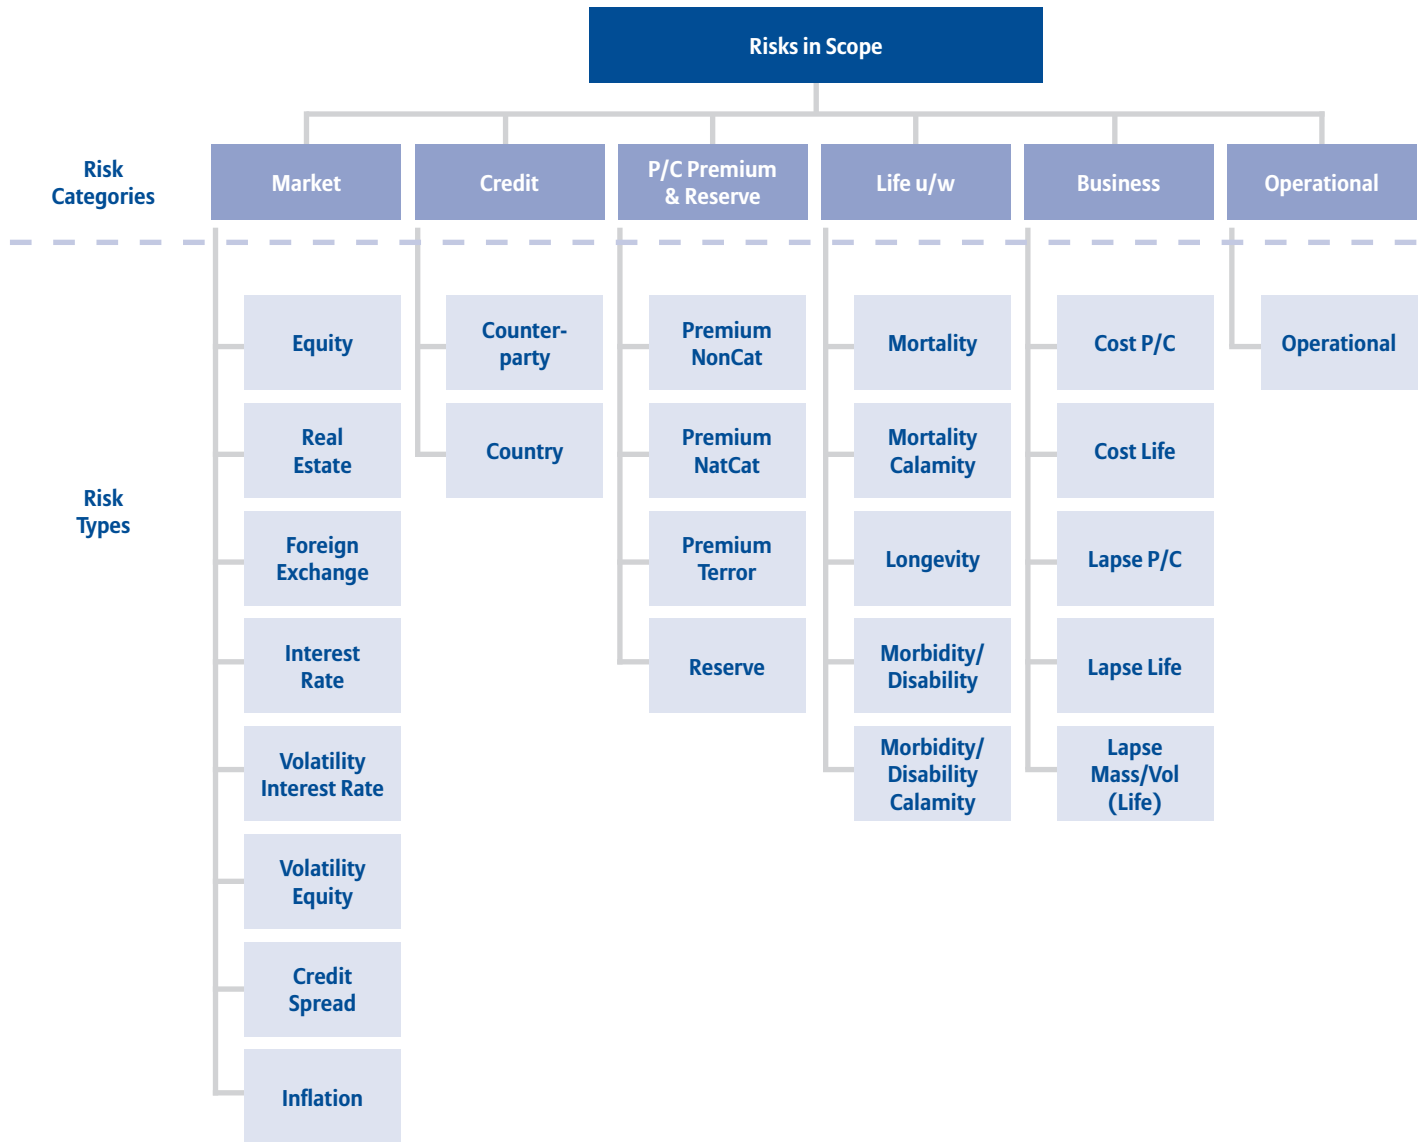 Risks in Scope
Risk
Categories
Market
Credit
P/C Premium
& Reserve
Life u/w
Business
Operational
Risk
Types
Equity
Real
Estate
Foreign
Exchange
Interest
Rate
Volatility
Interest Rate
Volatility
Equity
Credit
Spread
Inflation
Counter-
party
Country
Premium
NonCat
Premium
NatCat
Premium
Terror
Reserve
Mortality
Mortality
Calamity
Longevity
Morbidity/
Disability
Morbidity/
Disability
Calamity
Cost P/C
Cost Life
Lapse P/C
Lapse Life
Lapse
Mass/Vol
(Life)
Operational